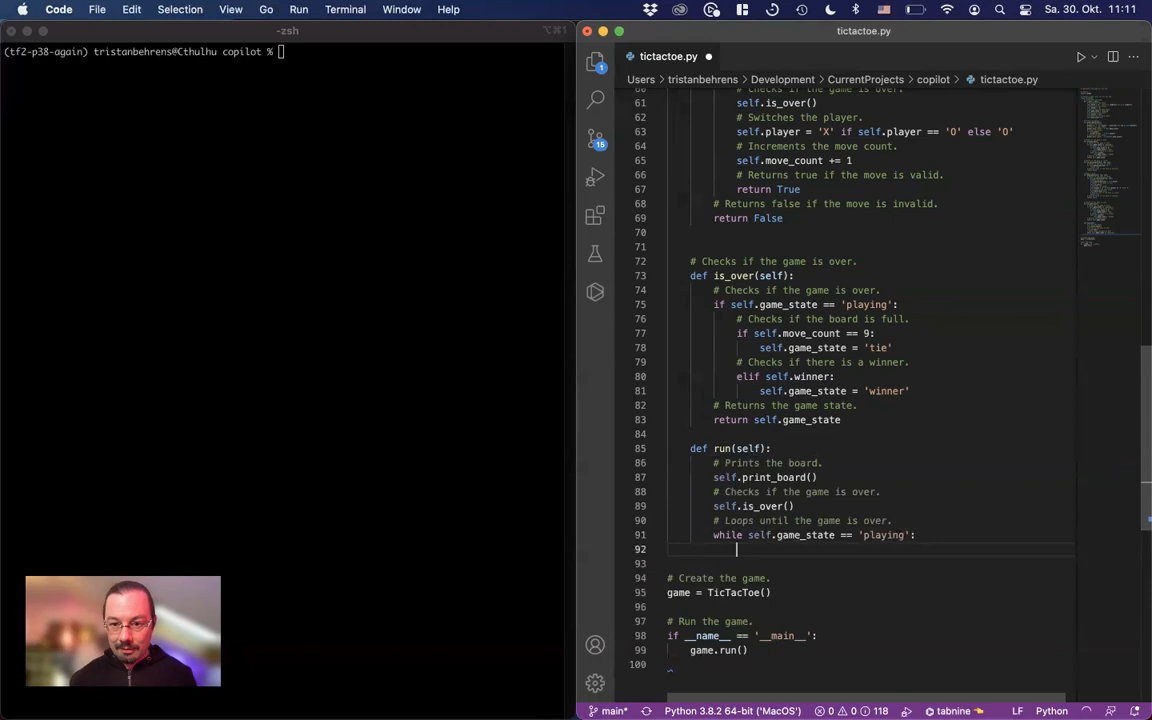 Code File Edit Selection View Go Run Terminal Window Help Sa. 30. Okt. 11:11
-zsh ⌥⌘1
(tf2-p38-again) tristanbehrens@Cthulhu copilot %
tictactoe.py
tictactoe.py
Users > tristanbehrens > Development > CurrentProjects > copilot > tictactoe.py
60 # Checks if the game is over.
61 self.is_over()
62 # Switches the player.
63 self.player = 'X' if self.player == 'O' else 'O'
64 # Increments the move count.
65 self.move_count += 1
66 # Returns true if the move is valid.
67 return True
68 # Returns false if the move is invalid.
69 return False
70
71
72 # Checks if the game is over.
73 def is_over(self):
74 # Checks if the game is over.
75 if self.game_state == 'playing':
76 # Checks if the board is full.
77 if self.move_count == 9:
78 self.game_state = 'tie'
79 # Checks if there is a winner.
80 elif self.winner:
81 self.game_state = 'winner'
82 # Returns the game state.
83 return self.game_state
84
85 def run(self):
86 # Prints the board.
87 self.print_board()
88 # Checks if the game is over.
89 self.is_over()
90 # Loops until the game is over.
91 while self.game_state == 'playing':
92
93
94 # Create the game.
95 game = TicTacToe()
96
97 # Run the game.
98 if __name__ == '__main__':
99 game.run()
100
1
15
main* Python 3.8.2 64-bit ('MacOS') 0 0 118 tabnine LF Python